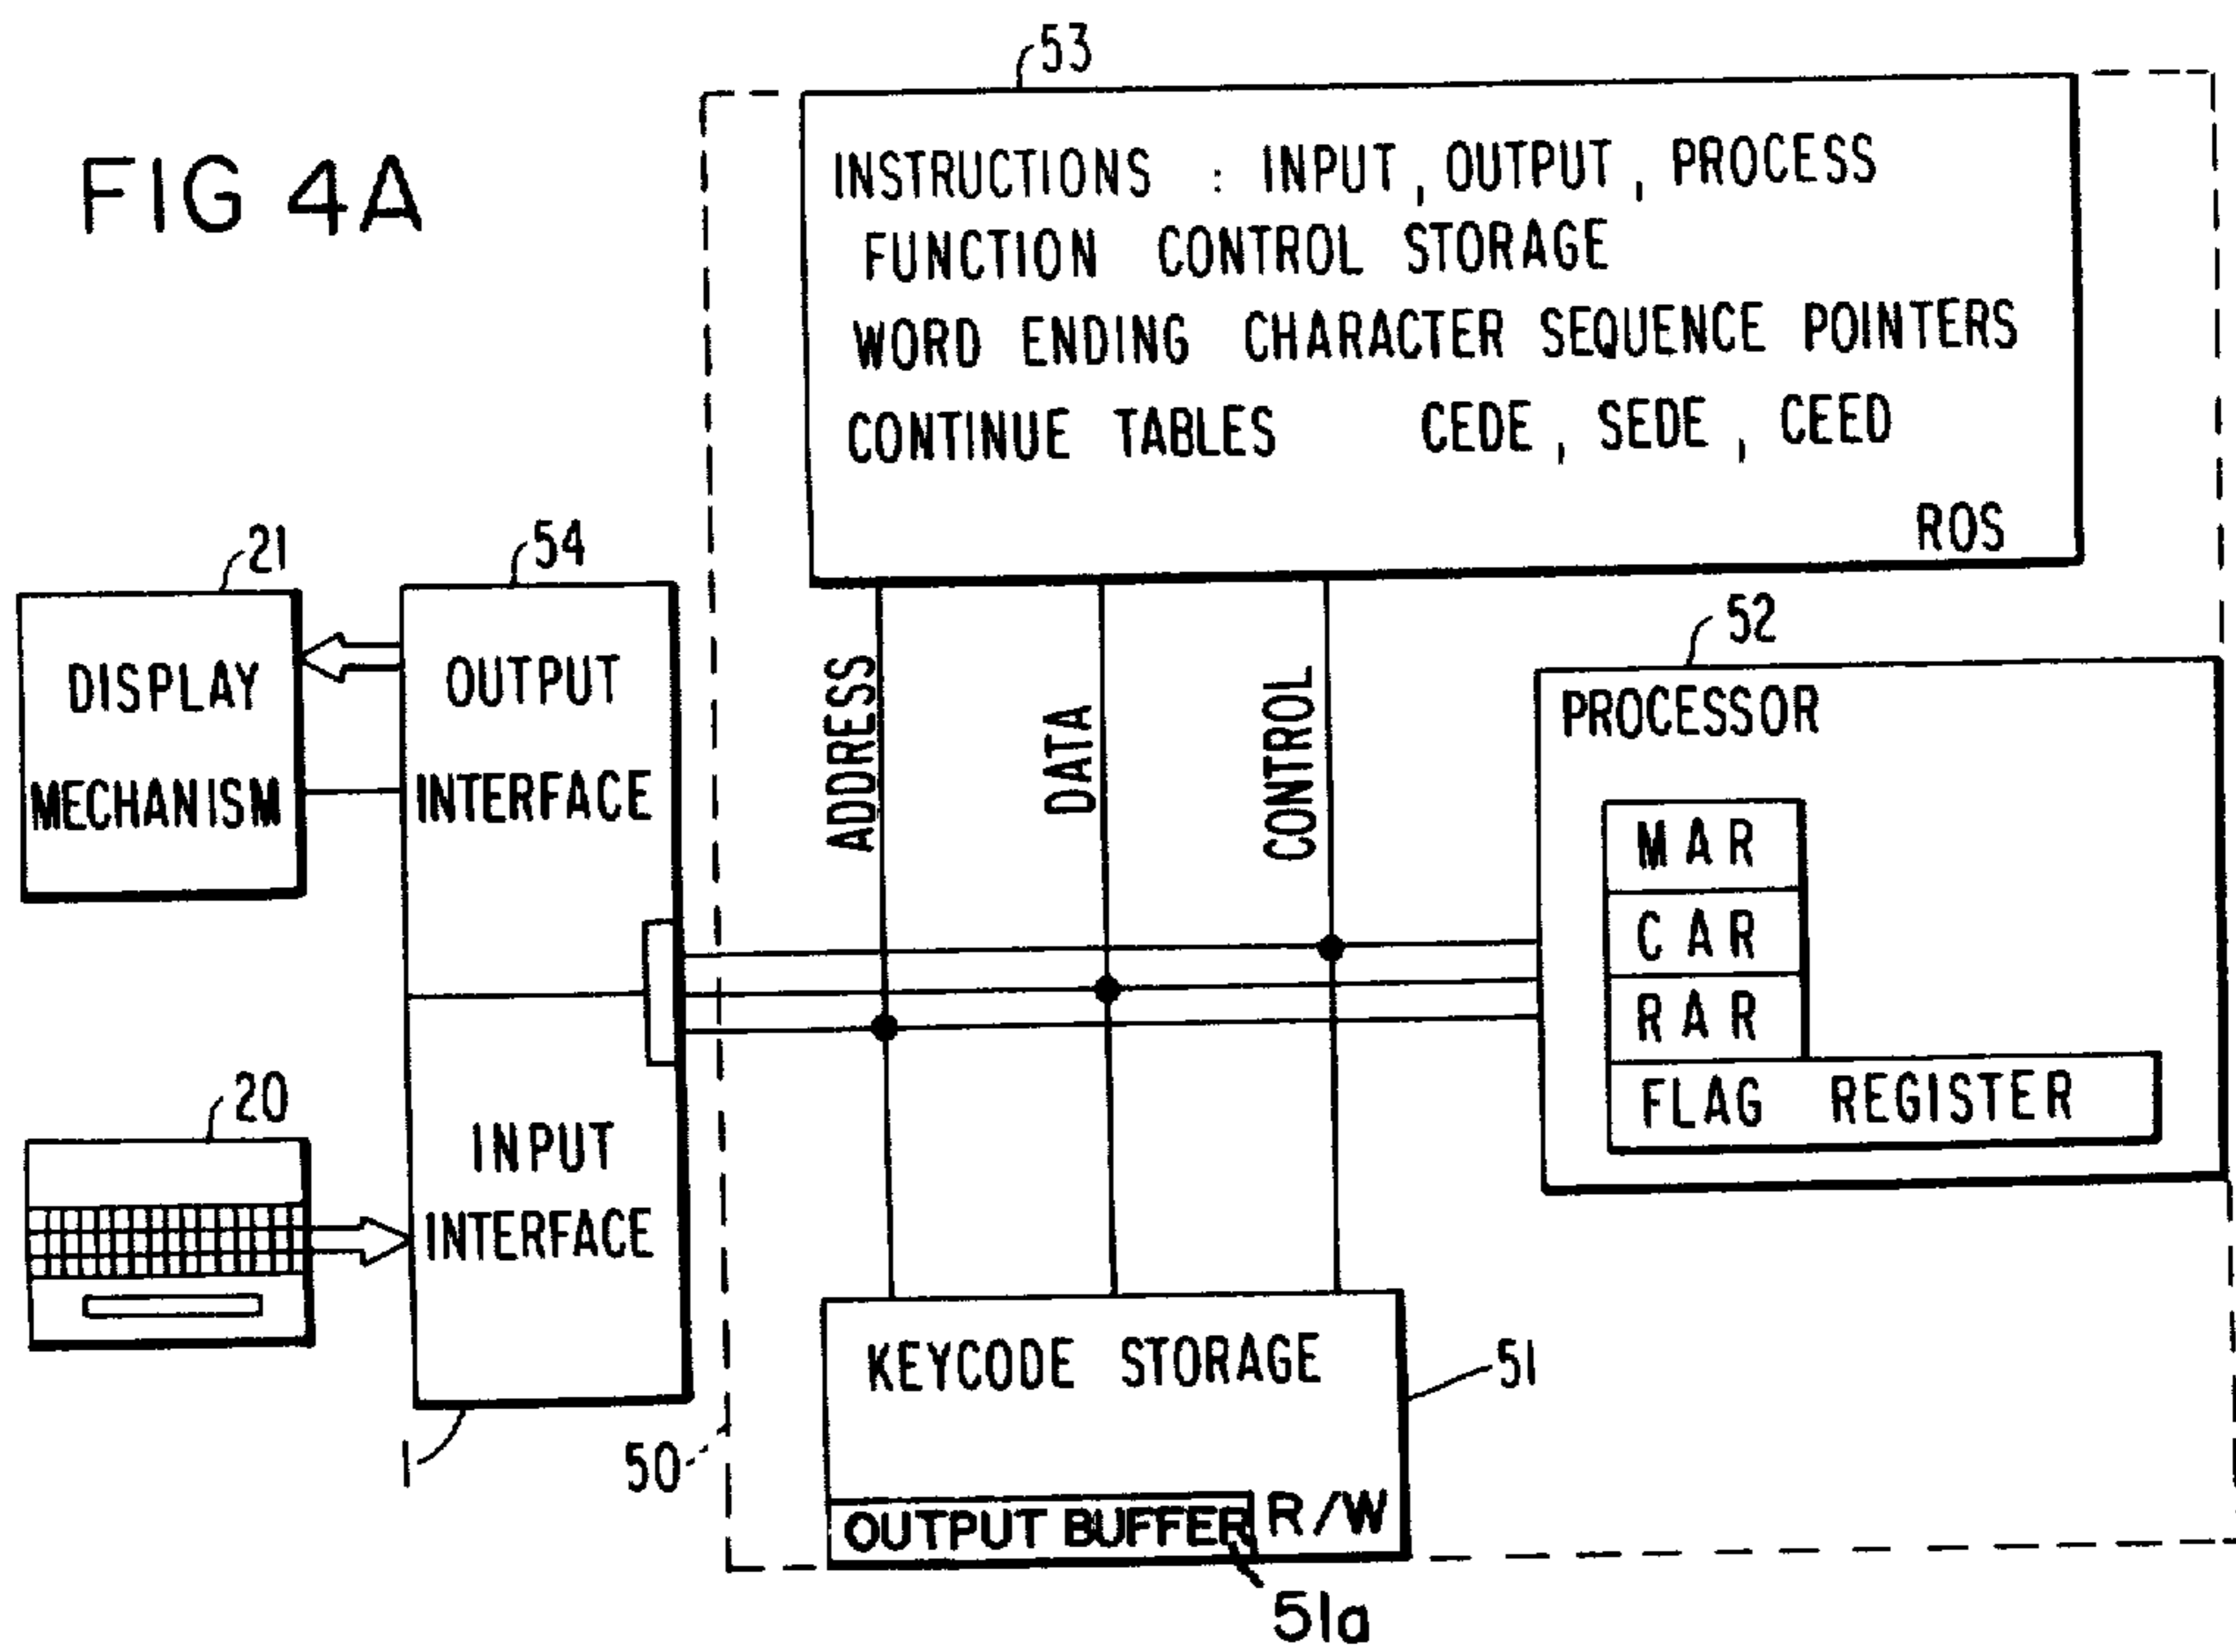 FIG 4A
53
INSTRUCTIONS : INPUT, OUTPUT, PROCESS
FUNCTION CONTROL STORAGE
WORD ENDING CHARACTER SEQUENCE POINTERS
CONTINUE TABLES CEDE, SEDE, CEED
ROS
21
DISPLAY
MECHANISM
54
OUTPUT
INTERFACE
ADDRESS
DATA
CONTROL
52
PROCESSOR
MAR
CAR
RAR
FLAG REGISTER
20
INPUT
INTERFACE
1
50
KEYCODE STORAGE
51
OUTPUT BUFFER
R/W
51a